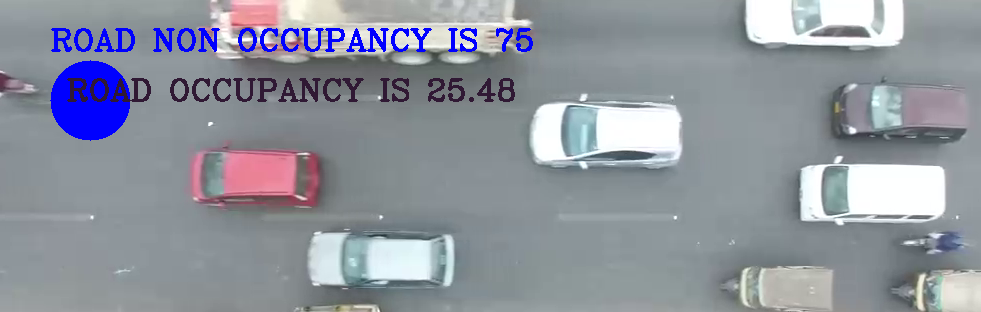 ROAD NON OCCUPANCY IS 75
ROAD OCCUPANCY IS 25.48